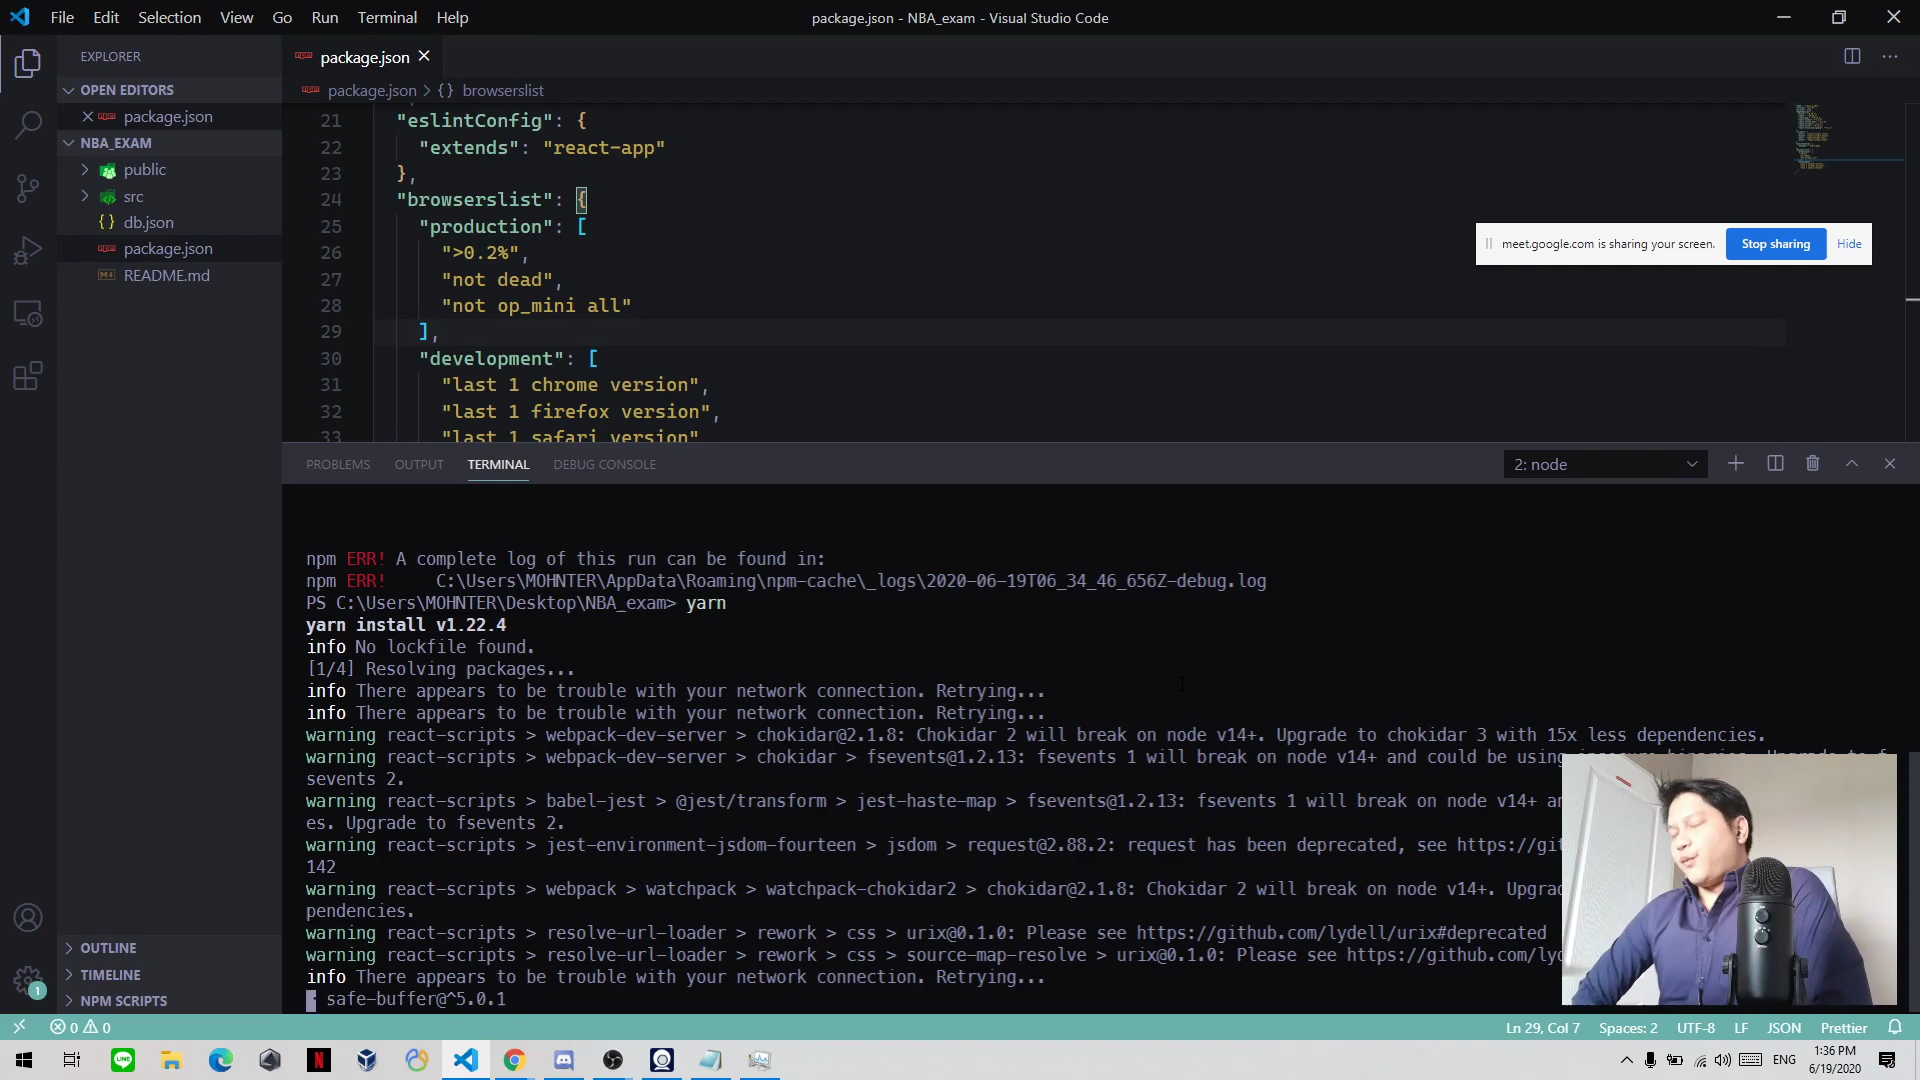 File Edit Selection View Go Run Terminal Help
package.json - NBA_exam - Visual Studio Code
EXPLORER
OPEN EDITORS
package.json
NBA_EXAM
public
src
db.json
package.json
README.md
OUTLINE
TIMELINE
NPM SCRIPTS
package.json
package.json > {} browserslist
21 "eslintConfig": {
22 "extends": "react-app"
23 },
24 "browserslist": {
25 "production": [
26 ">0.2%",
27 "not dead",
28 "not op_mini all"
29 ],
30 "development": [
31 "last 1 chrome version",
32 "last 1 firefox version",
33 "last 1 safari version"
meet.google.com is sharing your screen. Stop sharing Hide
PROBLEMS OUTPUT TERMINAL DEBUG CONSOLE
2: node
npm ERR! A complete log of this run can be found in:
npm ERR! C:\Users\MOHNTER\AppData\Roaming\npm-cache\_logs\2020-06-19T06_34_46_656Z-debug.log
PS C:\Users\MOHNTER\Desktop\NBA_exam> yarn
yarn install v1.22.4
info No lockfile found.
[1/4] Resolving packages...
info There appears to be trouble with your network connection. Retrying...
info There appears to be trouble with your network connection. Retrying...
warning react-scripts > webpack-dev-server > chokidar@2.1.8: Chokidar 2 will break on node v14+. Upgrade to chokidar 3 with 15x less dependencies.
warning react-scripts > webpack-dev-server > chokidar > fsevents@1.2.13: fsevents 1 will break on node v14+ and could be using insecure binaries. Upgrade to f
sevents 2.
warning react-scripts > babel-jest > @jest/transform > jest-haste-map > fsevents@1.2.13: fsevents 1 will break on node v14+
es. Upgrade to fsevents 2.
warning react-scripts > jest-environment-jsdom-fourteen > jsdom > request@2.88.2: request has been deprecated, see https://git
142
warning react-scripts > webpack > watchpack > watchpack-chokidar2 > chokidar@2.1.8: Chokidar 2 will break on node v14+. Upgra
pendencies.
warning react-scripts > resolve-url-loader > rework > css > urix@0.1.0: Please see https://github.com/lydell/urix#deprecated
warning react-scripts > resolve-url-loader > rework > css > source-map-resolve > urix@0.1.0: Please see https://github.com/ly
info There appears to be trouble with your network connection. Retrying...
safe-buffer@^5.0.1
1
0 0
Ln 29, Col 7 Spaces: 2 UTF-8 LF JSON Prettier
LINE
N
ENG
1:36 PM
6/19/2020